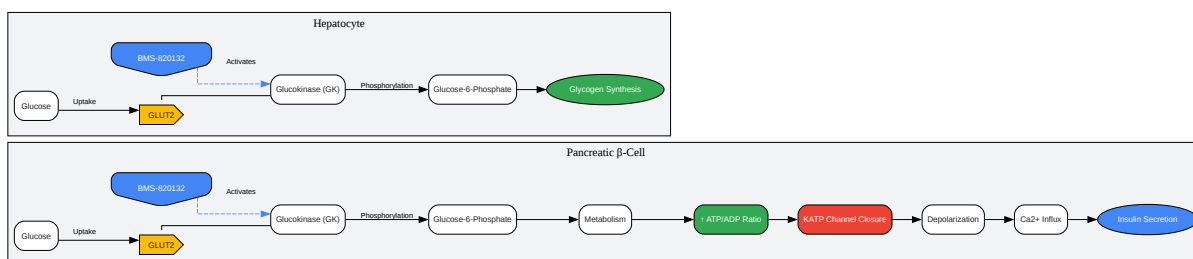 Hepatocyte
BMS-820132
Activates
Glucose
Uptake
GLUT2
Glucokinase (GK)
Phosphorylation
Glucose-6-Phosphate
Glycogen Synthesis
Pancreatic β-Cell
BMS-820132
Activates
Glucose
Uptake
GLUT2
Glucokinase (GK)
Phosphorylation
Glucose-6-Phosphate
Metabolism
↑ ATP/ADP Ratio
KATP Channel Closure
Depolarization
Ca2+ Influx
Insulin Secretion